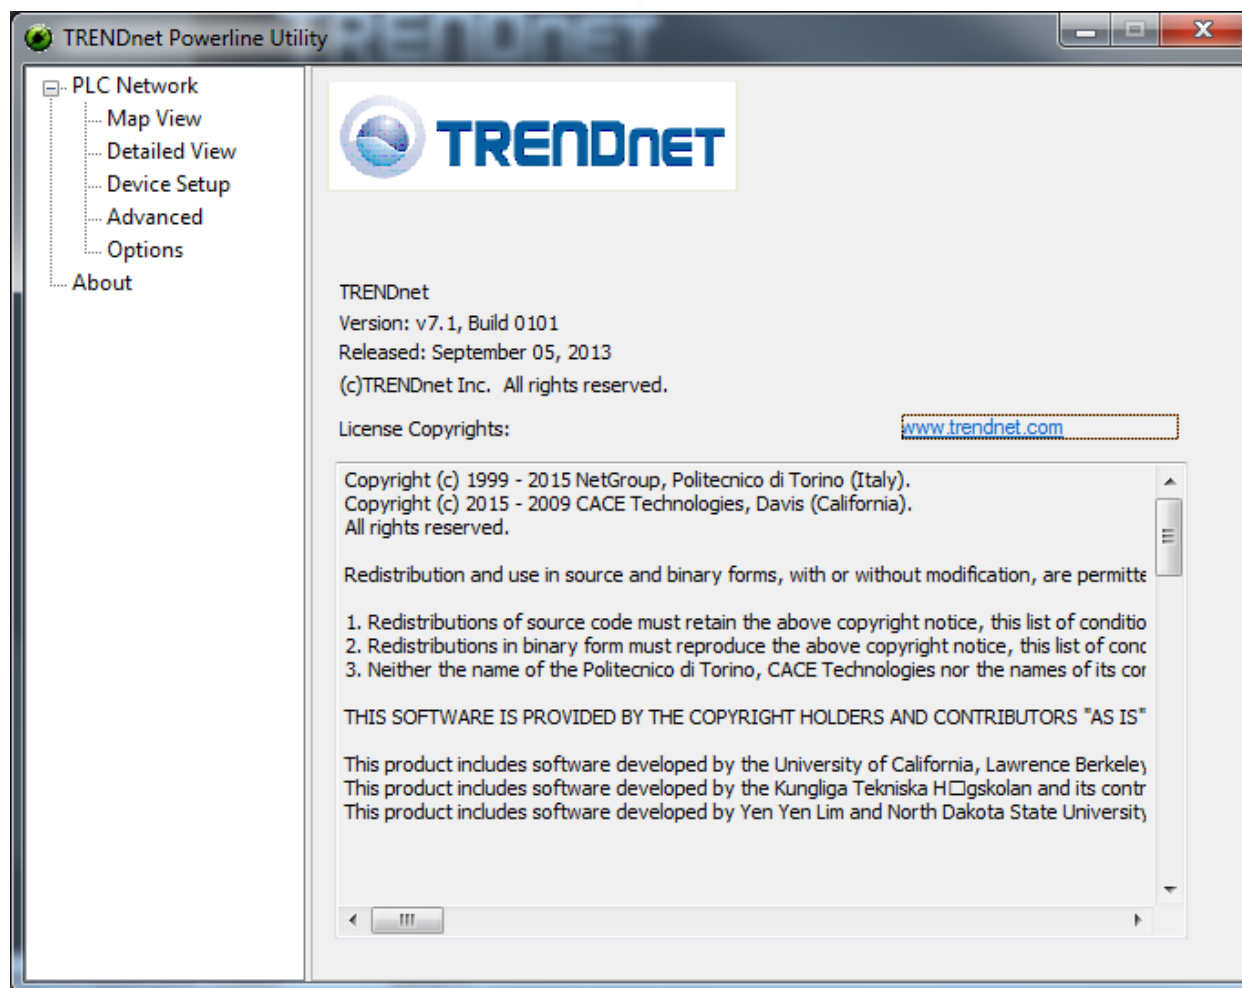 TRENDnet Powerline Utility
PLC Network
Map View
Detailed View
Device Setup
Advanced
Options
About
TRENDnet
TRENDnet
Version: v7.1, Build 0101
Released: September 05, 2013
(c)TRENDnet Inc.  All rights reserved.
License Copyrights:
www.trendnet.com
Copyright (c) 1999 - 2015 NetGroup, Politecnico di Torino (Italy).
Copyright (c) 2015 - 2009 CACE Technologies, Davis (California).
All rights reserved.
Redistribution and use in source and binary forms, with or without modification, are permitte
1. Redistributions of source code must retain the above copyright notice, this list of conditio
2. Redistributions in binary form must reproduce the above copyright notice, this list of conc
3. Neither the name of the Politecnico di Torino, CACE Technologies nor the names of its cor
THIS SOFTWARE IS PROVIDED BY THE COPYRIGHT HOLDERS AND CONTRIBUTORS "AS IS"
This product includes software developed by the University of California, Lawrence Berkeley
This product includes software developed by the Kungliga Tekniska H□gskolan and its contr
This product includes software developed by Yen Yen Lim and North Dakota State University